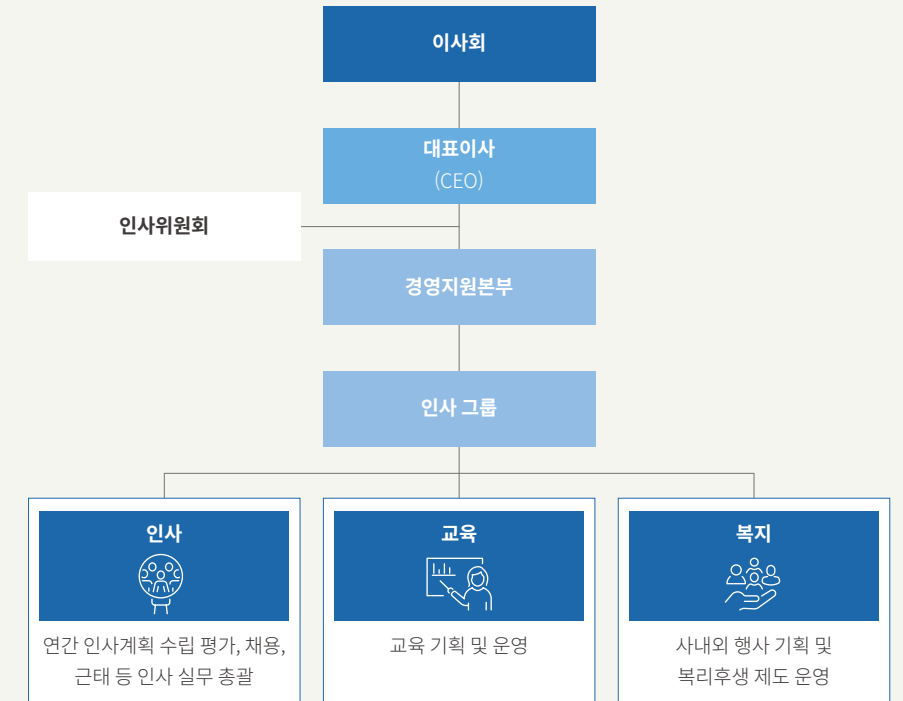 이사회
대표이사
(CEO)
인사위원회
경영지원본부
인사 그룹
인사
연간 인사계획 수립 평가, 채용,
근태 등 인사 실무 총괄
교육
교육 기획 및 운영
복지
사내외 행사 기획 및
복리후생 제도 운영